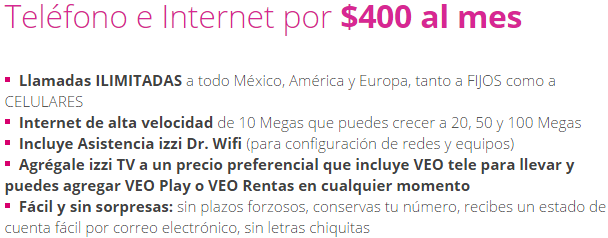 Teléfono e Internet por $400 al mes
▪ Llamadas ILIMITADAS a todo México, América y Europa, tanto a FIJOS como a
CELULARES
▪ Internet de alta velocidad de 10 Megas que puedes crecer a 20, 50 y 100 Megas
▪ Incluye Asistencia izzi Dr. Wifi (para configuración de redes y equipos)
▪ Agrégale izzi TV a un precio preferencial que incluye VEO tele para llevar y
puedes agregar VEO Play o VEO Rentas en cualquier momento
▪ Fácil y sin sorpresas: sin plazos forzosos, conservas tu número, recibes un estado de
cuenta fácil por correo electrónico, sin letras chiquitas